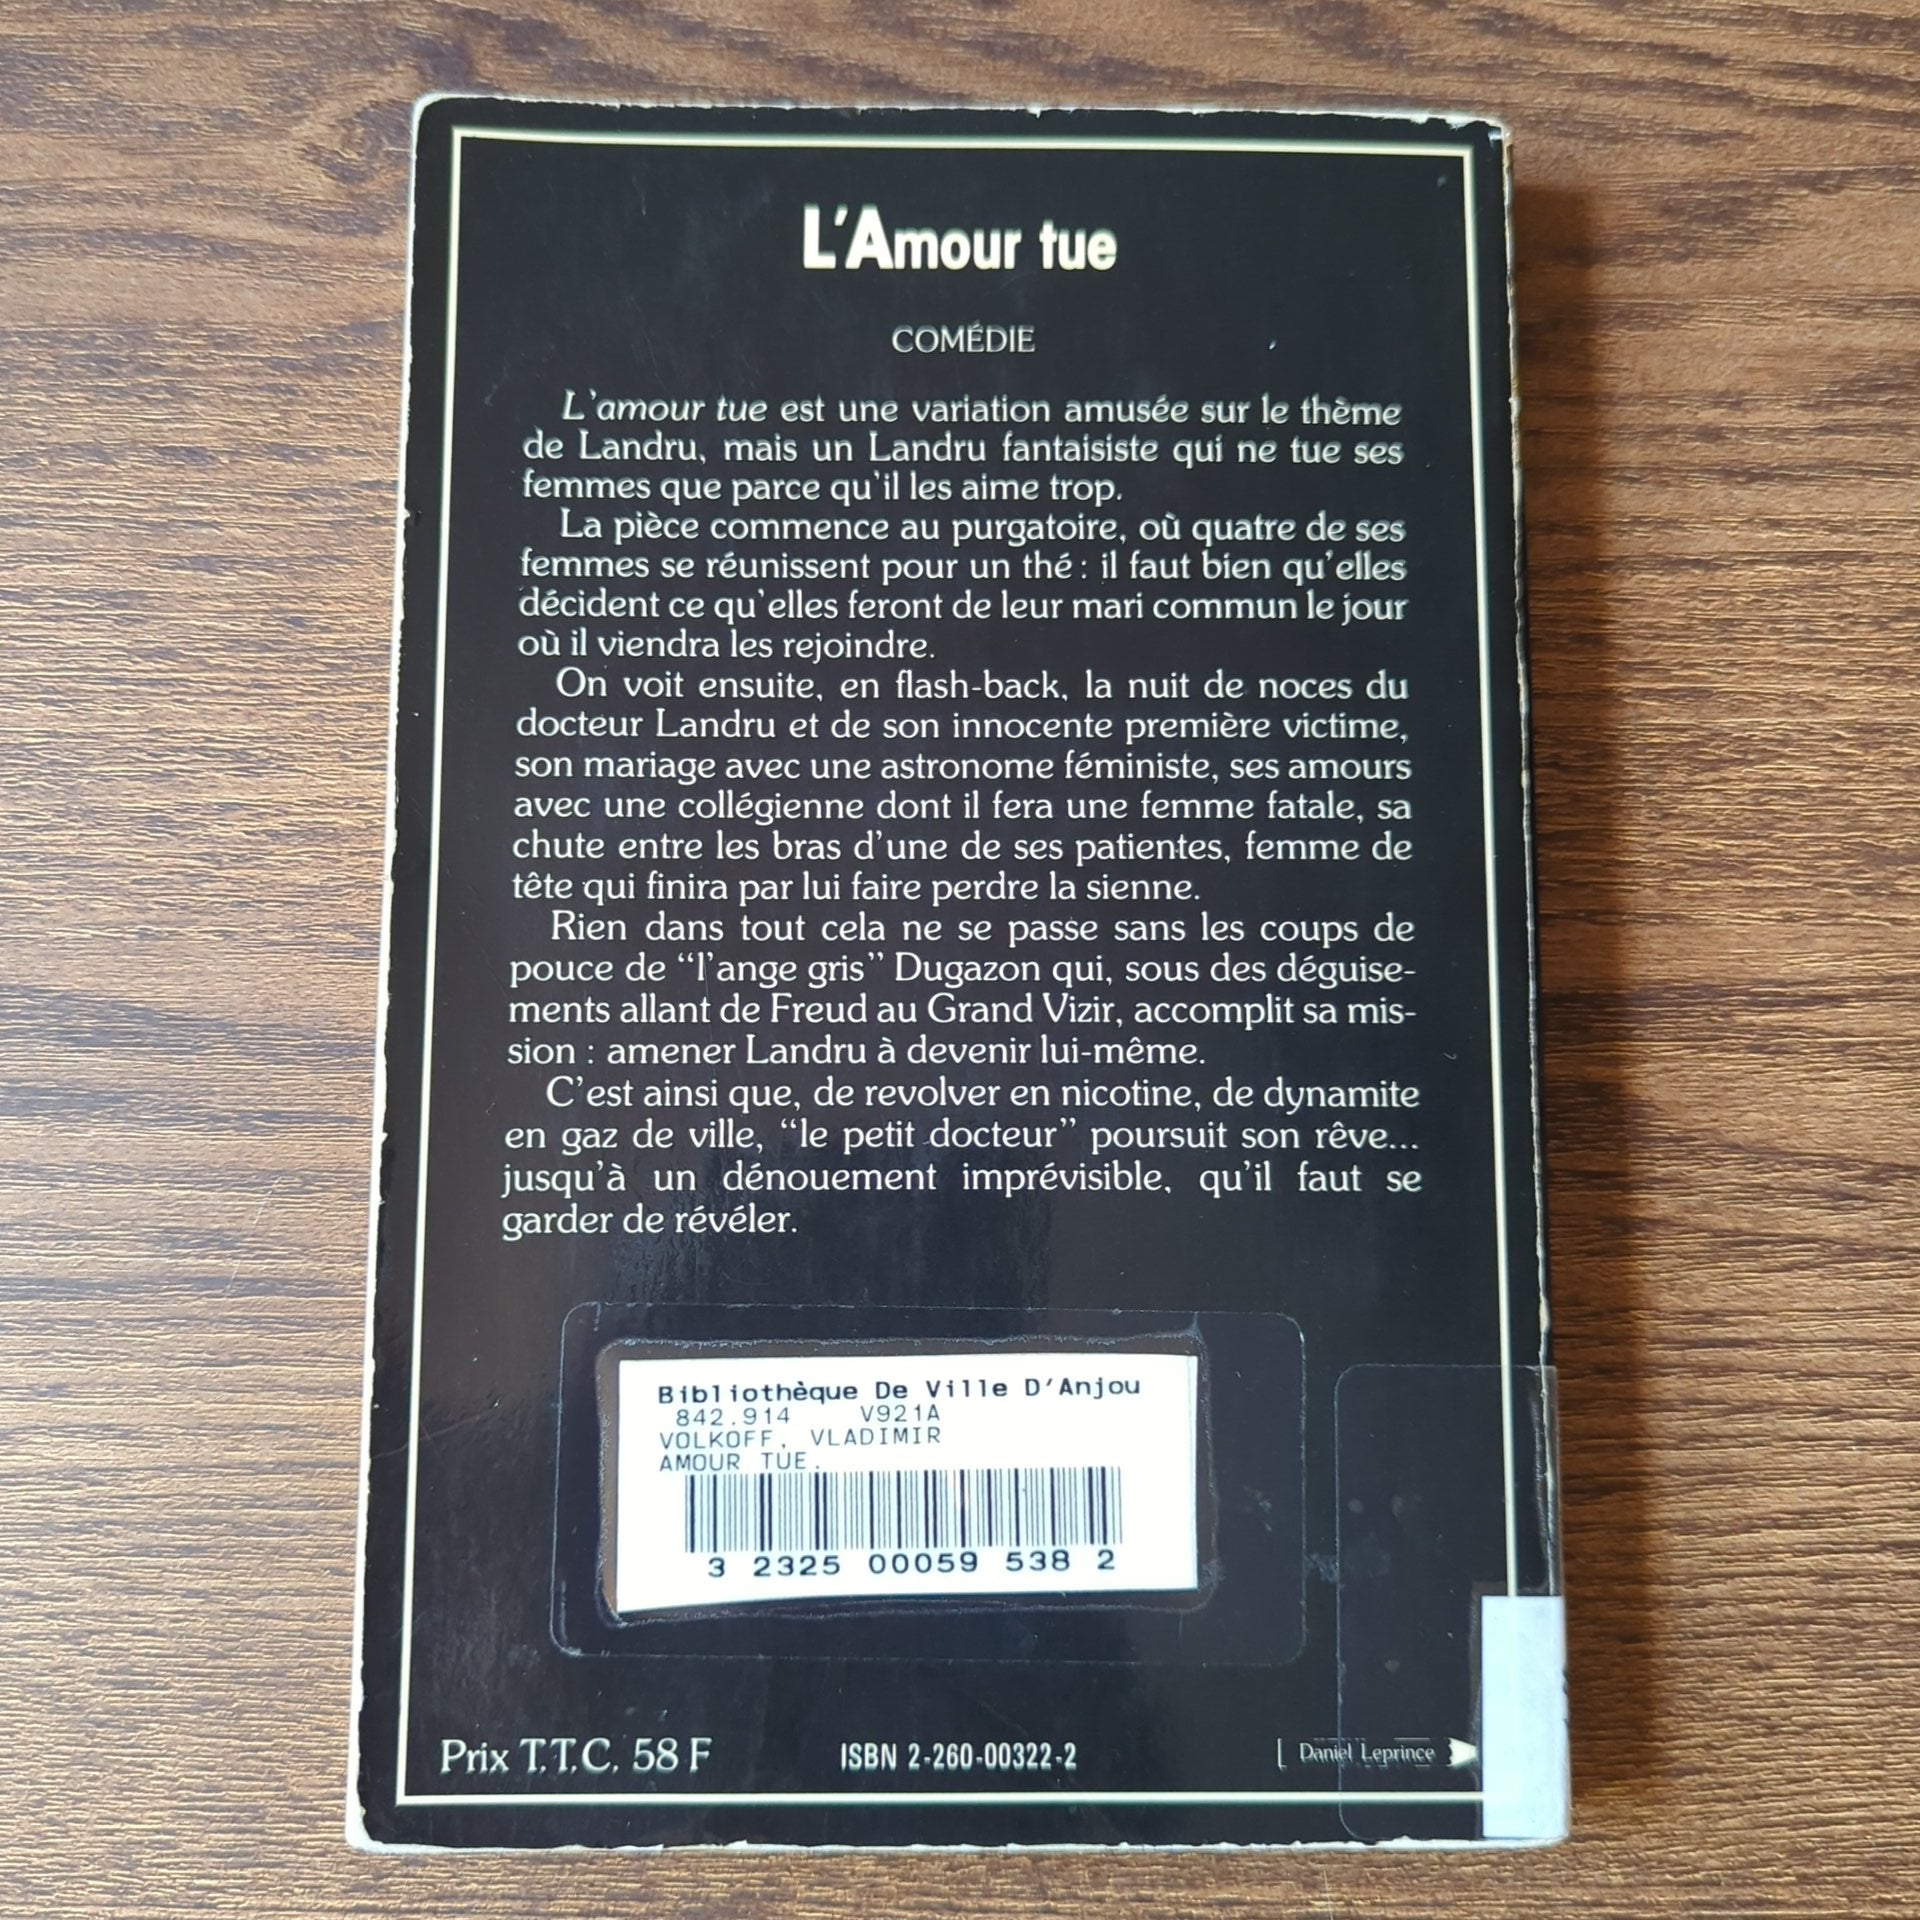 L'Amour tue
COMÉDIE
L'amour tue est une variation amusée sur le thème
de Landru, mais un Landru fantaisiste qui ne tue ses
femmes que parce qu'il les aime trop.
La pièce commence au purgatoire, où quatre de ses
femmes se réunissent pour un thé : il faut bien qu'elles
décident ce qu'elles feront de leur mari commun le jour
où il viendra les rejoindre.
On voit ensuite, en flash-back, la nuit de noces du
docteur Landru et de son innocente première victime,
son mariage avec une astronome féministe, ses amours
avec une collégienne dont il fera une femme fatale, sa
chute entre les bras d'une de ses patientes, femme de
tête qui finira par lui faire perdre la sienne.
Rien dans tout cela ne se passe sans les coups de
pouce de “l'ange gris” Dugazon qui, sous des déguise-
ments allant de Freud au Grand Vizir, accomplit sa mis-
sion : amener Landru à devenir lui-même.
C'est ainsi que, de revolver en nicotine, de dynamite
en gaz de ville, “le petit docteur” poursuit son rêve...
jusqu'à un dénouement imprévisible, qu'il faut se
garder de révéler.
Bibliothèque De Ville D'Anjou
842.914 V921A
VOLKOFF, VLADIMIR
AMOUR TUE.
3 2325 00059 538 2
Prix T.T.C. 58 F ISBN 2-260-00322-2 Daniel Leprince